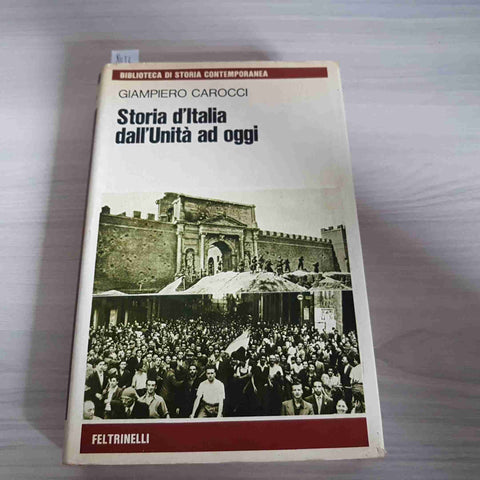 BIBLIOTECA DI STORIA CONTEMPORANEA
GIAMPIERO CAROCCI
Storia d'Italia
dall'Unità ad oggi
FELTRINELLI